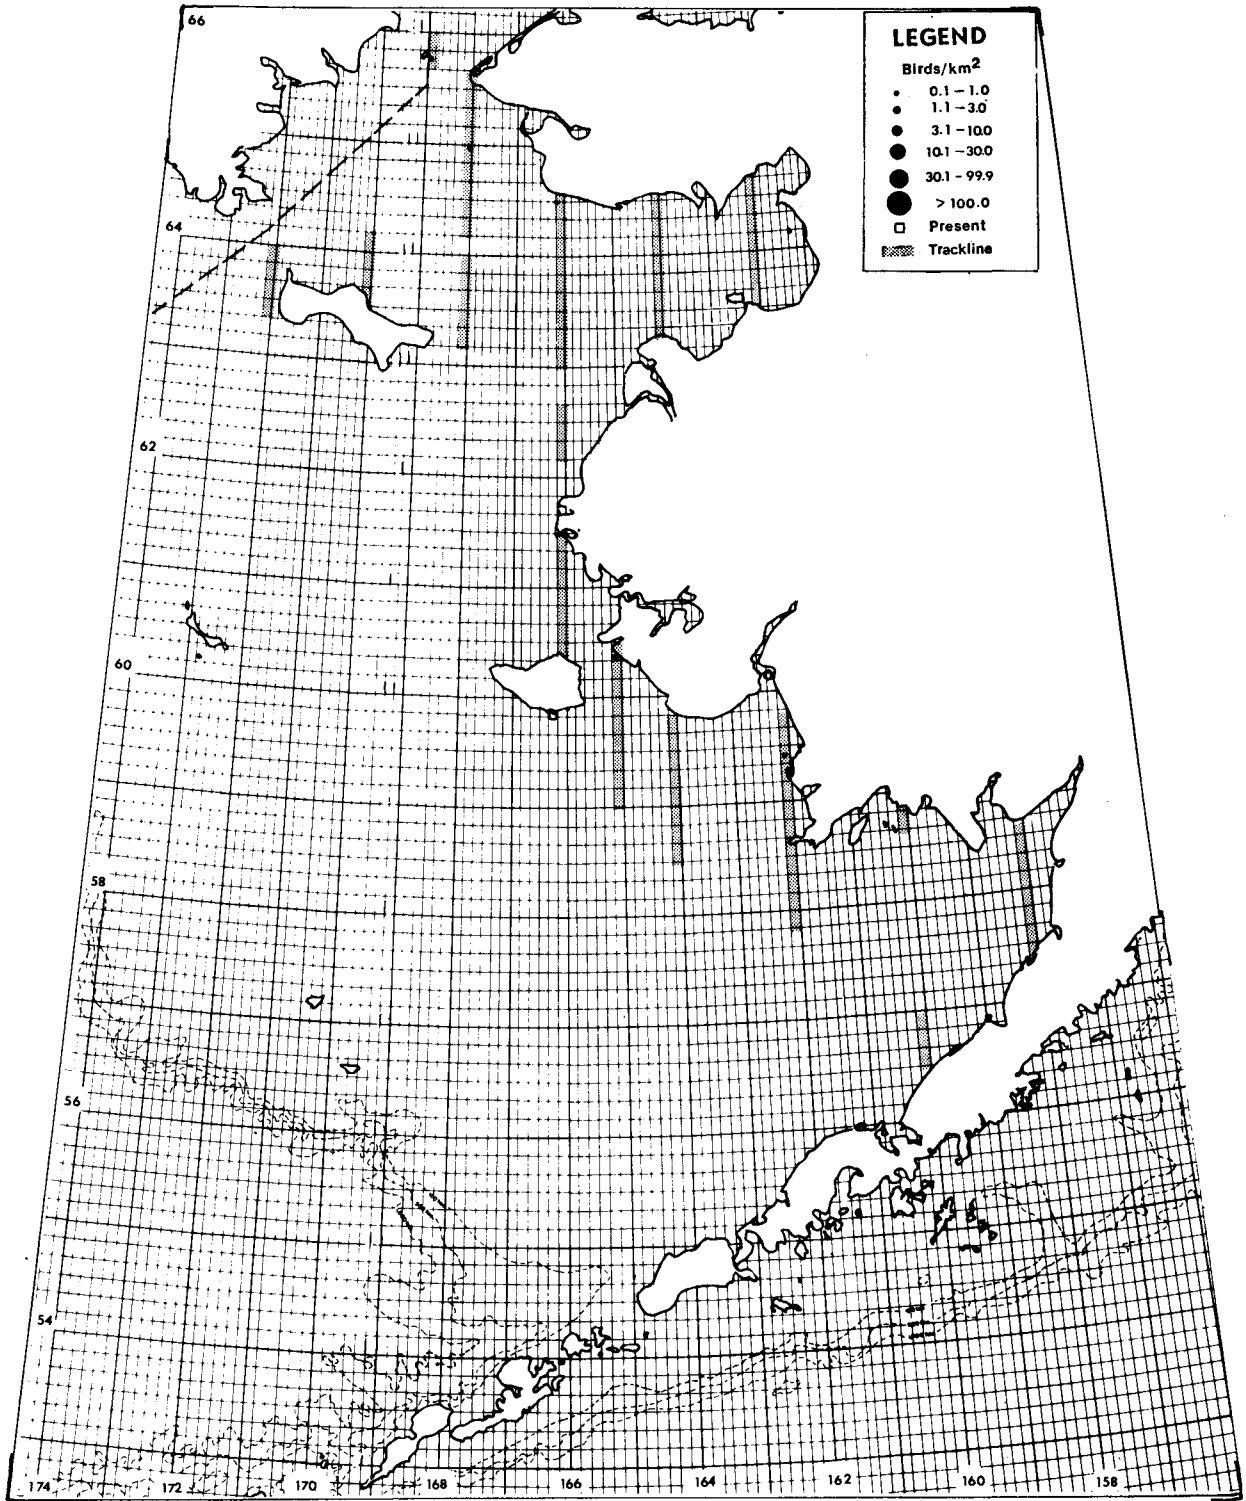 66
LEGEND
Birds/km2
0.1 – 1.0
1.1 – 3.0
3.1 – 10.0
10.1 – 30.0
30.1 – 99.9
> 100.0
Present
Trackline
64
62
60
58
56
54
174 172 170 168 166 164 162 160 158